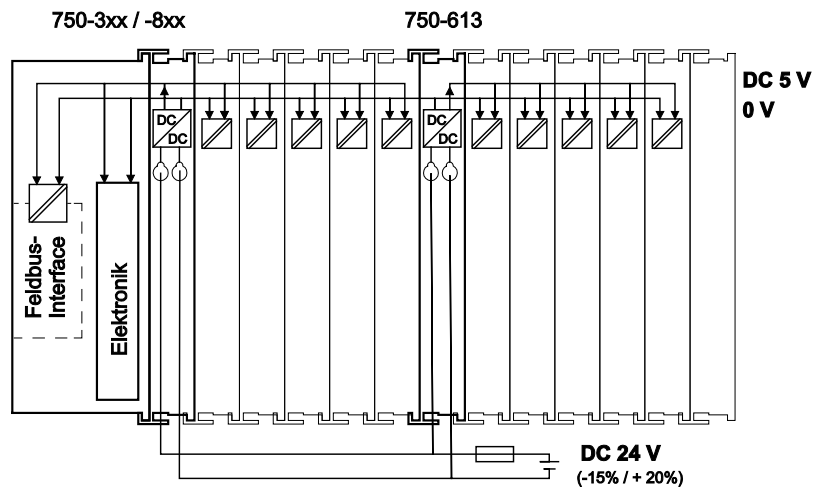 750-3xx / -8xx
750-613
DC 5 V
0 V
DC
DC
DC
DC
Feldbus-
Interface
Elektronik
DC 24 V
(-15% / + 20%)